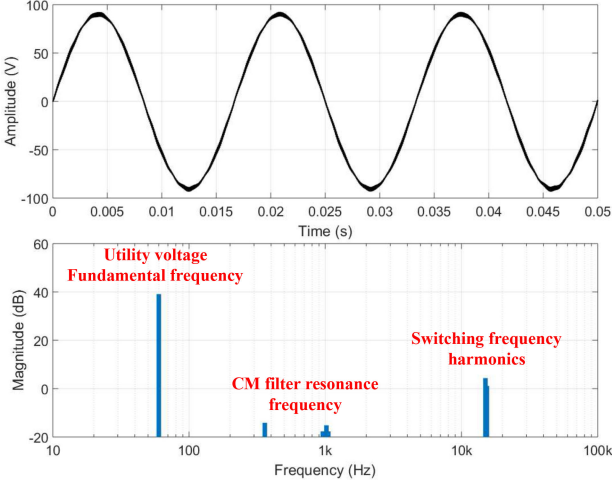 100
50
0
-50
-100
Amplitude (V)
0
0.005
0.01
0.015
0.02
0.025
0.03
0.035
0.04
0.045
0.05
Time (s)
60
40
20
0
-20
Magnitude (dB)
Utility voltage
Fundamental frequency
CM filter resonance
frequency
Switching frequency
harmonics
10
100
1k
10k
100k
Frequency (Hz)